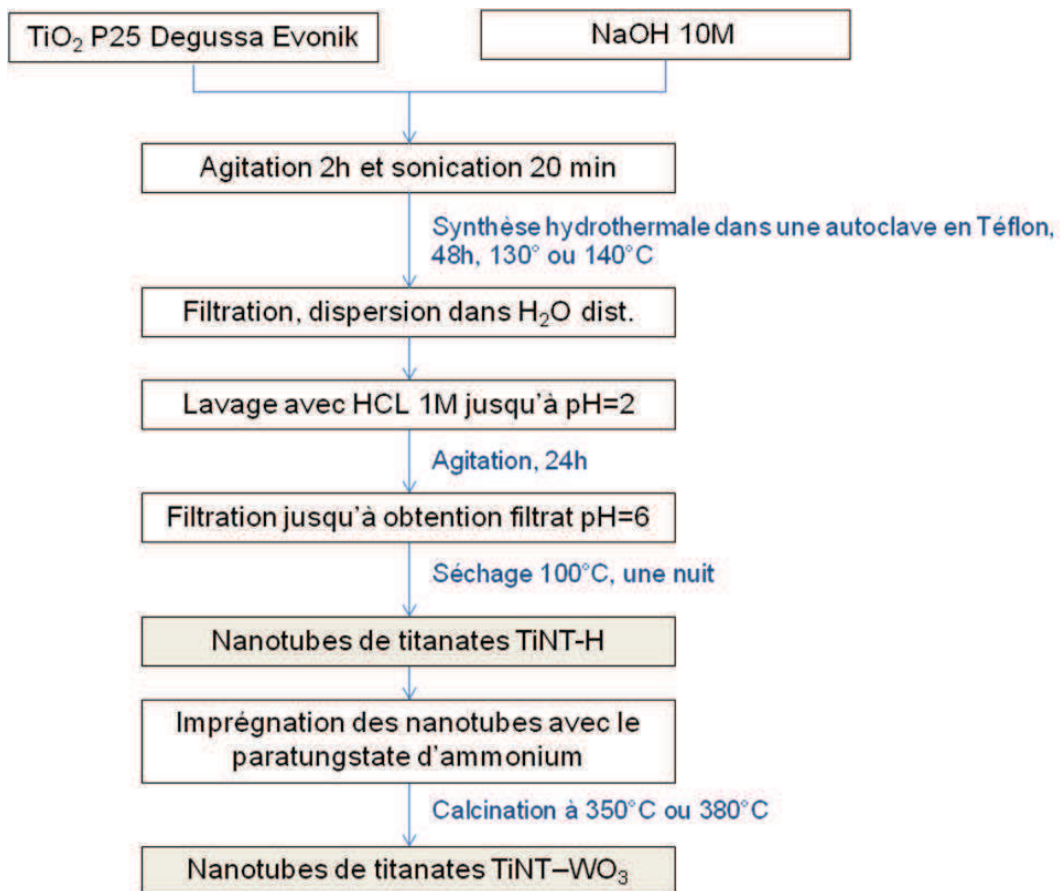 TiO₂ P25 Degussa Evonik
NaOH 10M
Agitation 2h et sonication 20 min
Synthèse hydrothermale dans une autoclave en Téflon,
48h, 130° ou 140°C
Filtration, dispersion dans H₂O dist.
Lavage avec HCL 1M jusqu'à pH=2
Agitation, 24h
Filtration jusqu'à obtention filtrat pH=6
Séchage 100°C, une nuit
Nanotubes de titanates TiNT-H
Imprégnation des nanotubes avec le
paratungstate d'ammonium
Calcination à 350°C ou 380°C
Nanotubes de titanates TiNT–WO₃